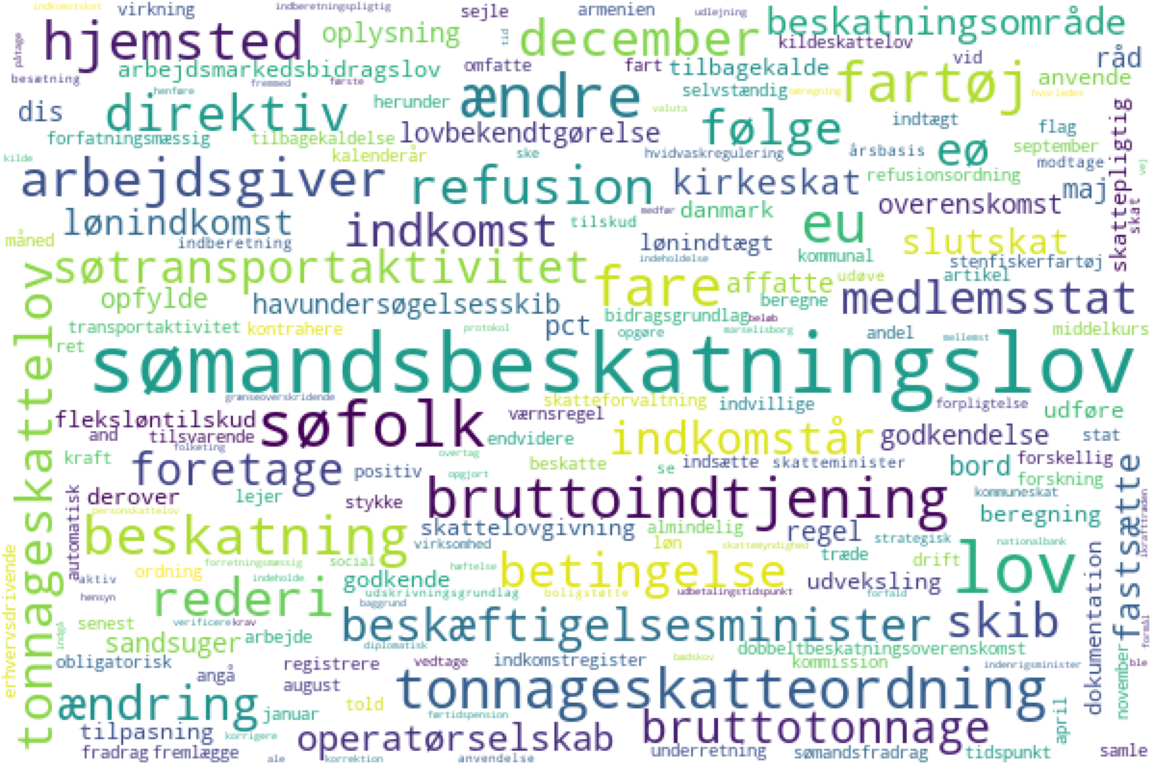 indkomstskat virkning indberetningspligtig sejle armenien udlejning
påtage hjemsted oplysning tid december beskatningsområde
kildeskattelov
besætning arbejdsmarkedsbidragslov omfatte fart tilbagekalde vid råd
henføre fremmed første selvstændig omregning fartøj hvorledes anvende
dis direktiv herunder ændre valuta indtægt flag skattepligtig
forfatningsmæssig tilbagekaldelse lovbekendtgørelse følge eø september
kilde kalenderår ske hvidvaskregulering årsbasis modtage vej
arbejdsgiver refusion kirkeskat refusionsordning maj
lønindkomst indkomst tilskud medfør danmark eu overenskomst skat
måned indberetning lønindtægt indeholdelse kommunal slutskat stenfiskerfartøj
søtransportaktivitet fare affatte udøve artikel
opfylde havundersøgelsesskib beregne medlemsstat
bidragsgrundlag beløb
transportaktivitet kontrahere protokol pct opgøre marselisborg andel mellemst middelkurs
ret sømandsbeskatningslov
tonnageskattelov
grænseoverskridende skatteforvaltning indvillige forpligtelse
fleksløntilskud søfolk værnsregel udføre
and tilsvarende folketing endvidere indkomstår godkendelse stat
kraft foretage positiv overtag opgjort beskatte se indsætte skatteminister bord forskellig forskning
automatisk derover lejer stykke bruttoindtjening kommuneskat fastsætte
personskattelov beskatning skattelovgivning almindelig regel beregning ikrafttræden
virksomhed løn skattemyndighed træde strategisk nationalbank
erhvervsdrivende ordning forretningsmæssig social hæftelse betingelse drift lov
aktiv indeholde godkende udskrivningsgrundlag boligstøtte udbetalingstidspunkt udveksling forfald dokumentation
hensyn rederi baggrund
senest verificere krav beskæftigelsesminister skib formål
indgå sandsuger arbejde diplomatisk dobbeltbeskatningsoverenskomst
obligatorisk registrere vedtage indkomstregister bødskov kommission indenrigsminister ble
angå august tonnageskatteordning november
ændring januar told førtidspension bruttotonnage april
tilpasning korrigere operatørselskab
fradrag fremlægge ale korrektion anvendelse underretning sømandsfradrag tidspunkt samle